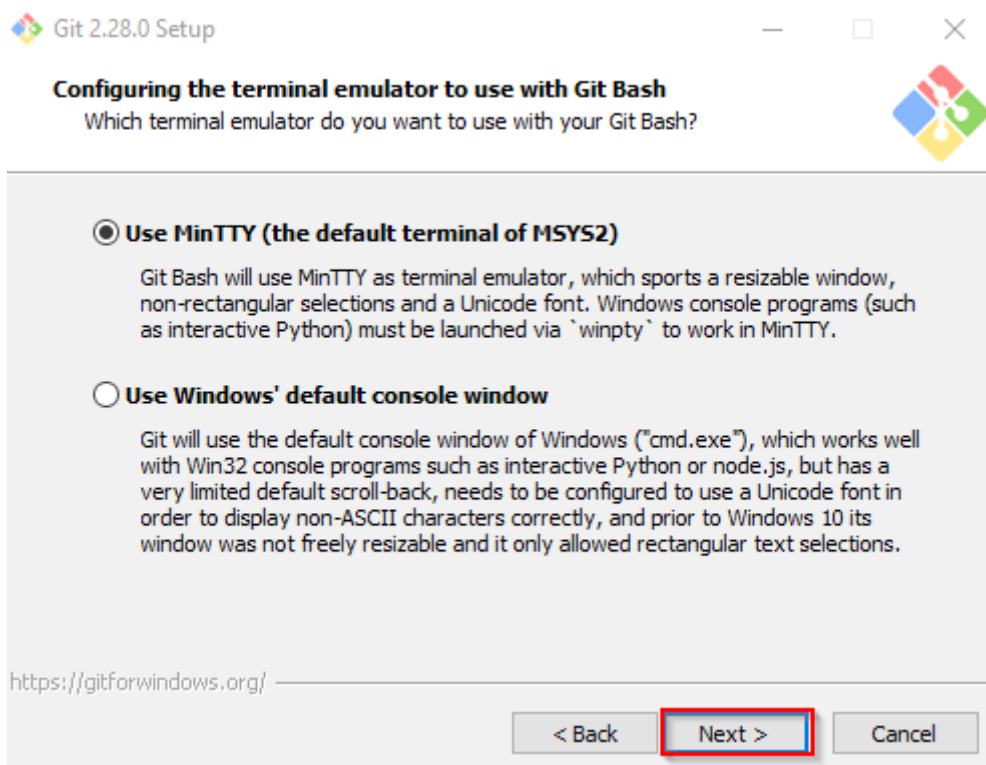 Git 2.28.0 Setup
Configuring the terminal emulator to use with Git Bash
Which terminal emulator do you want to use with your Git Bash?
Use MinTTY (the default terminal of MSYS2)
Git Bash will use MinTTY as terminal emulator, which sports a resizable window,
non-rectangular selections and a Unicode font. Windows console programs (such
as interactive Python) must be launched via `winpty` to work in MinTTY.
Use Windows' default console window
Git will use the default console window of Windows ("cmd.exe"), which works well
with Win32 console programs such as interactive Python or node.js, but has a
very limited default scroll-back, needs to be configured to use a Unicode font in
order to display non-ASCII characters correctly, and prior to Windows 10 its
window was not freely resizable and it only allowed rectangular text selections.
https://gitforwindows.org/
< Back Next > Cancel